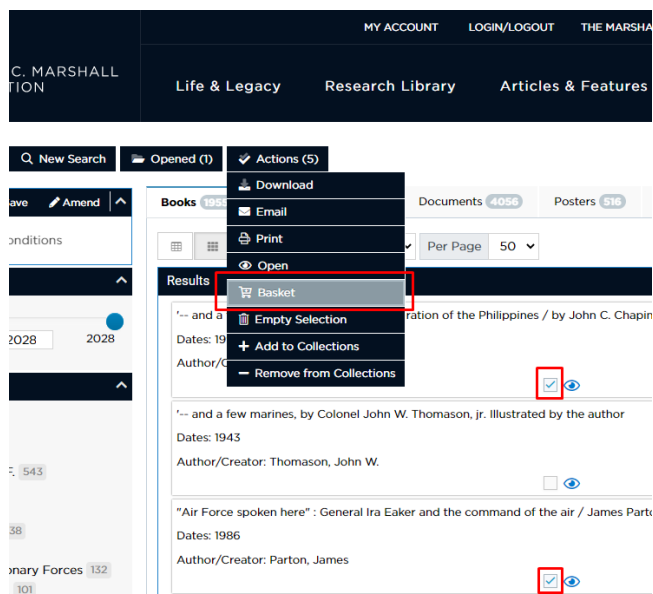 MY ACCOUNT LOGIN/LOGOUT THE MARSHA
C. MARSHALL
TION
Life & Legacy Research Library Articles & Features
New Search Opened (1) Actions (5)
Download
Email
Print
Open
Basket
Empty Selection
Add to Collections
Remove from Collections
ave Amend
onditions
2028 2028
F. 543
38
onary Forces 132
101
Books 1955 Documents 4056 Posters 516
Per Page 50
Results
'-- and a ration of the Philippines / by John C. Chapin
Dates: 19
Author/C
'-- and a few marines, by Colonel John W. Thomason, jr. Illustrated by the author
Dates: 1943
Author/Creator: Thomason, John W.
"Air Force spoken here" : General Ira Eaker and the command of the air / James Parto
Dates: 1986
Author/Creator: Parton, James